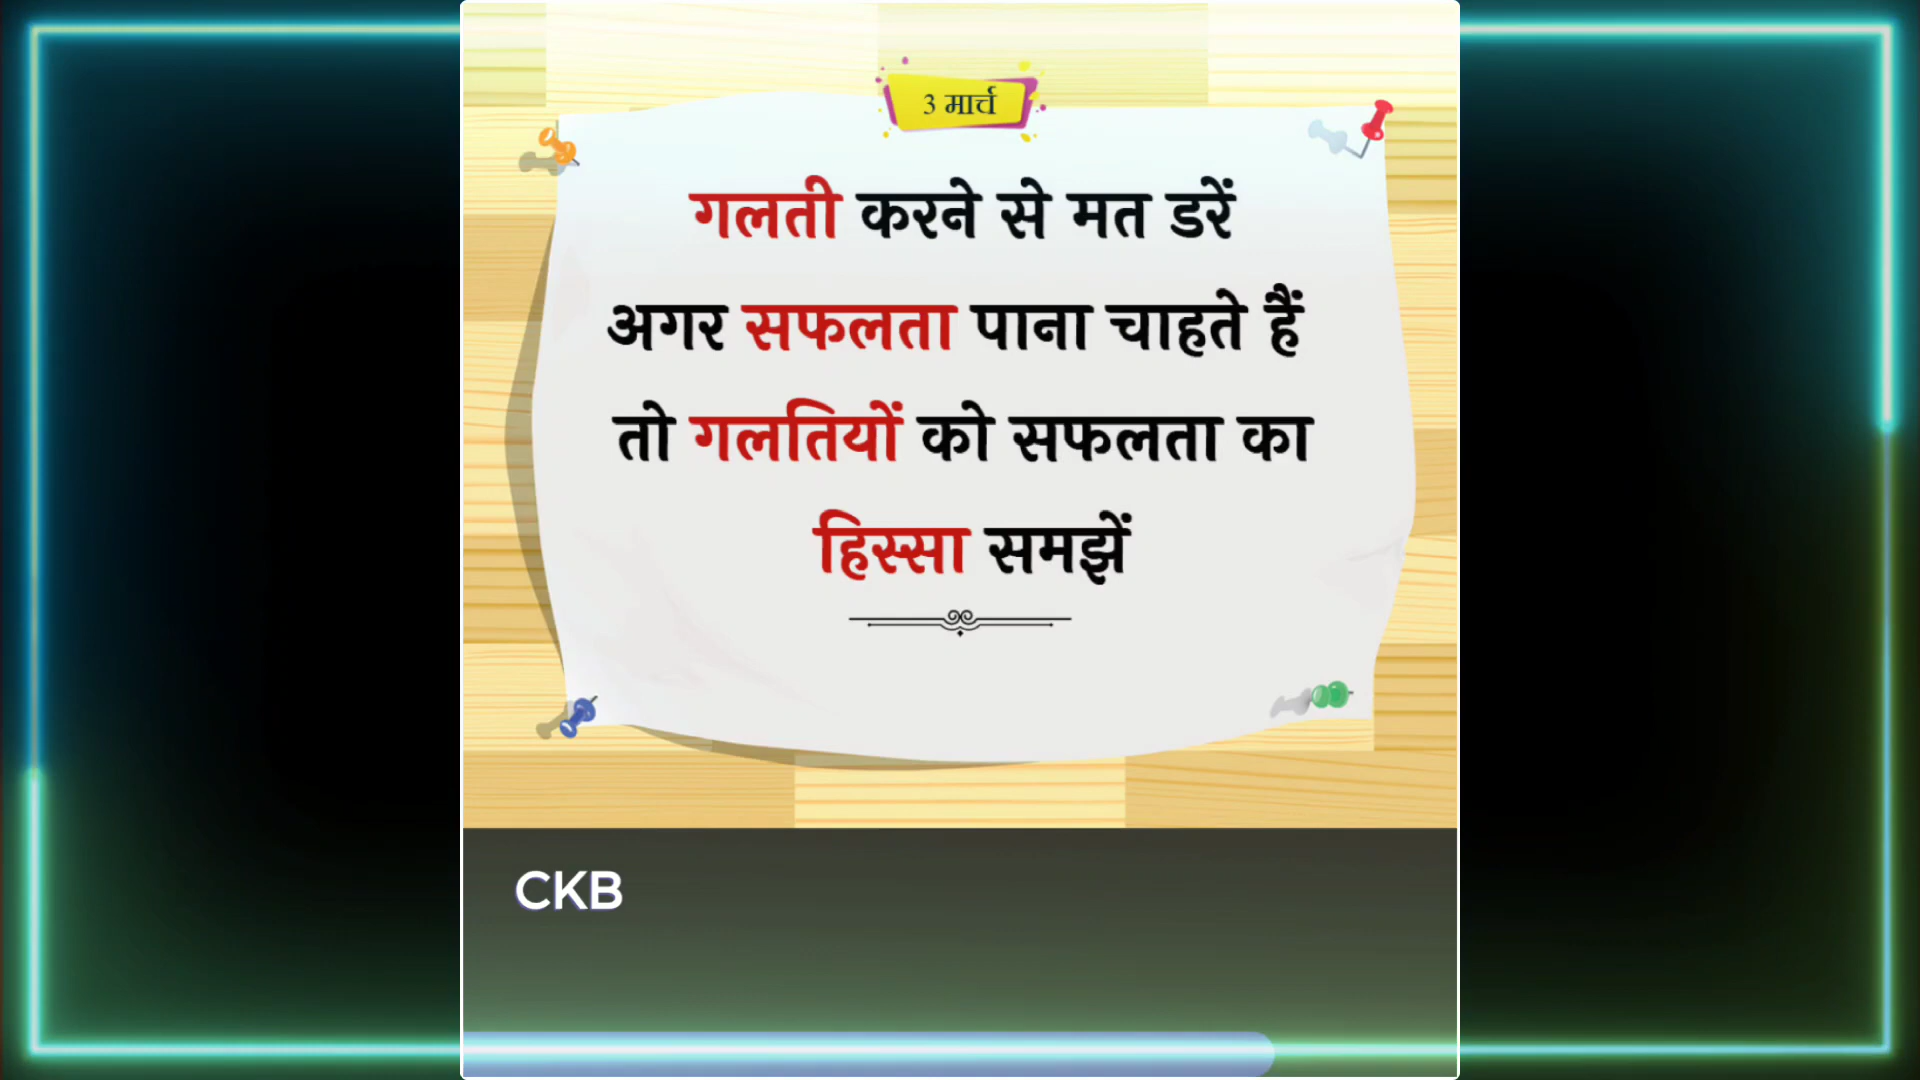 3 मार्च
गलती करने से मत डरें
अगर सफलता पाना चाहते हैं
तो गलतियों को सफलता का
हिस्सा समझें
CKB